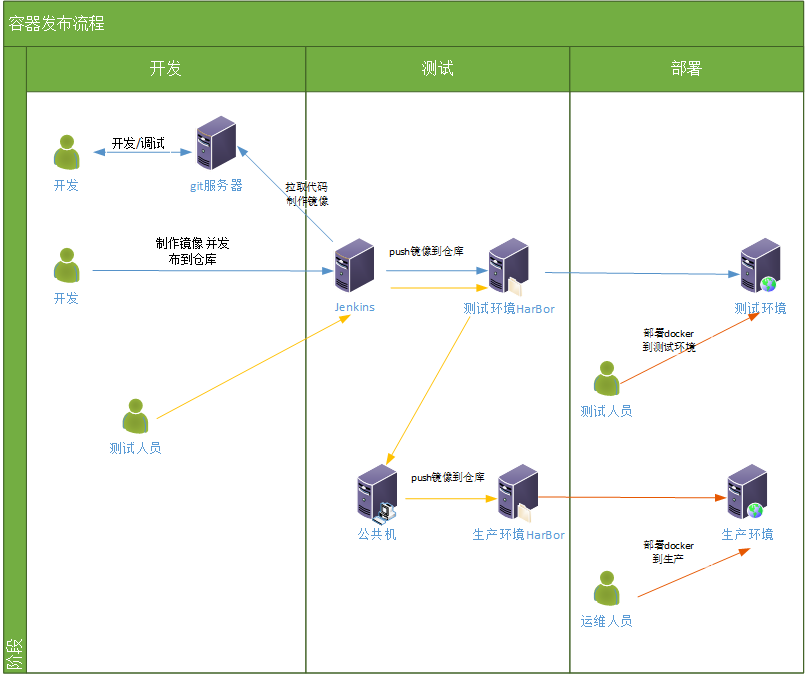 容器发布流程
开发
测试
部署
开发/调试
开发
git服务器
拉取代码
制作镜像
制作镜像 并发
布到仓库
开发
Jenkins
push镜像到仓库
测试环境HarBor
测试环境
部署docker
到测试环境
测试人员
测试人员
push镜像到仓库
公共机
生产环境HarBor
生产环境
部署docker
到生产
运维人员
阶段